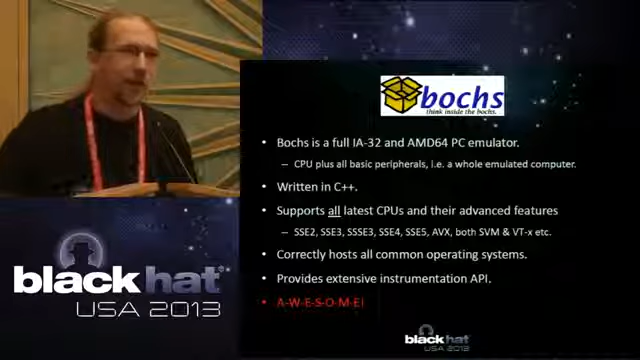 bochs
think inside the bochs.
Bochs is a full IA-32 and AMD64 PC emulator.
– CPU plus all basic peripherals, i.e. a whole emulated computer.
Written in C++.
Supports all latest CPUs and their advanced features
– SSE2, SSE3, SSSE3, SSE4, SSE5, AVX, both SVM & VT-x etc.
Correctly hosts all common operating systems.
Provides extensive instrumentation API.
A-W-E-S-O-M-E!
black hat
USA 2013
black hat
USA 2013